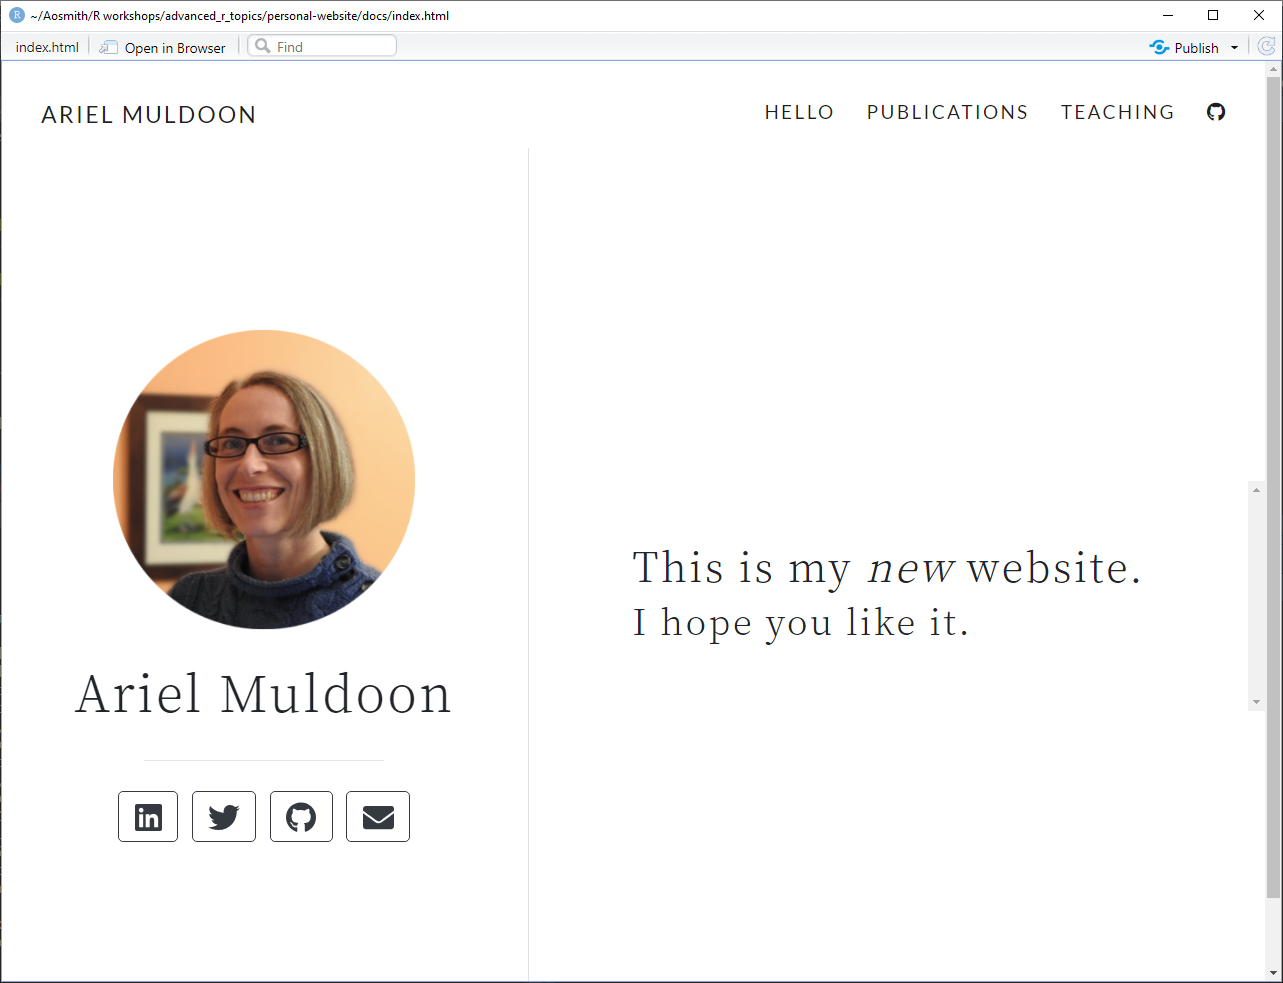 ~/Aosmith/R workshops/advanced_r_topics/personal-website/docs/index.html
index.html Open in Browser Find Publish
ARIEL MULDOON HELLO PUBLICATIONS TEACHING
This is my new website.
I hope you like it.
Ariel Muldoon